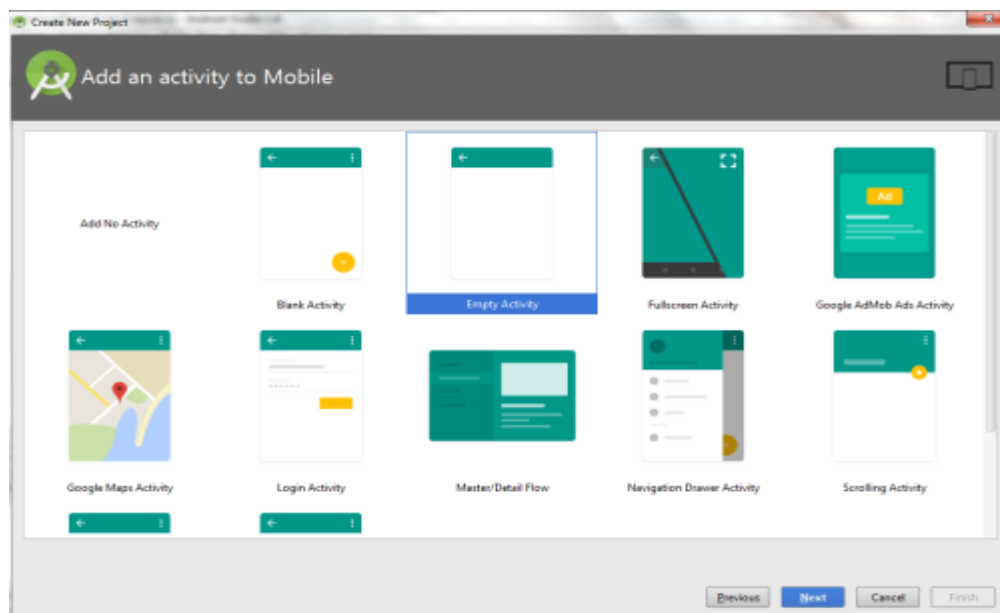 Create New Project
Add an activity to Mobile
Ad
Add No Activity
Blank Activity
Empty Activity
Fullscreen Activity
Google AdMob Ads Activity
Google Maps Activity
Login Activity
Master/Detail Flow
Navigation Drawer Activity
Scrolling Activity
Previous
Next
Cancel
Finish